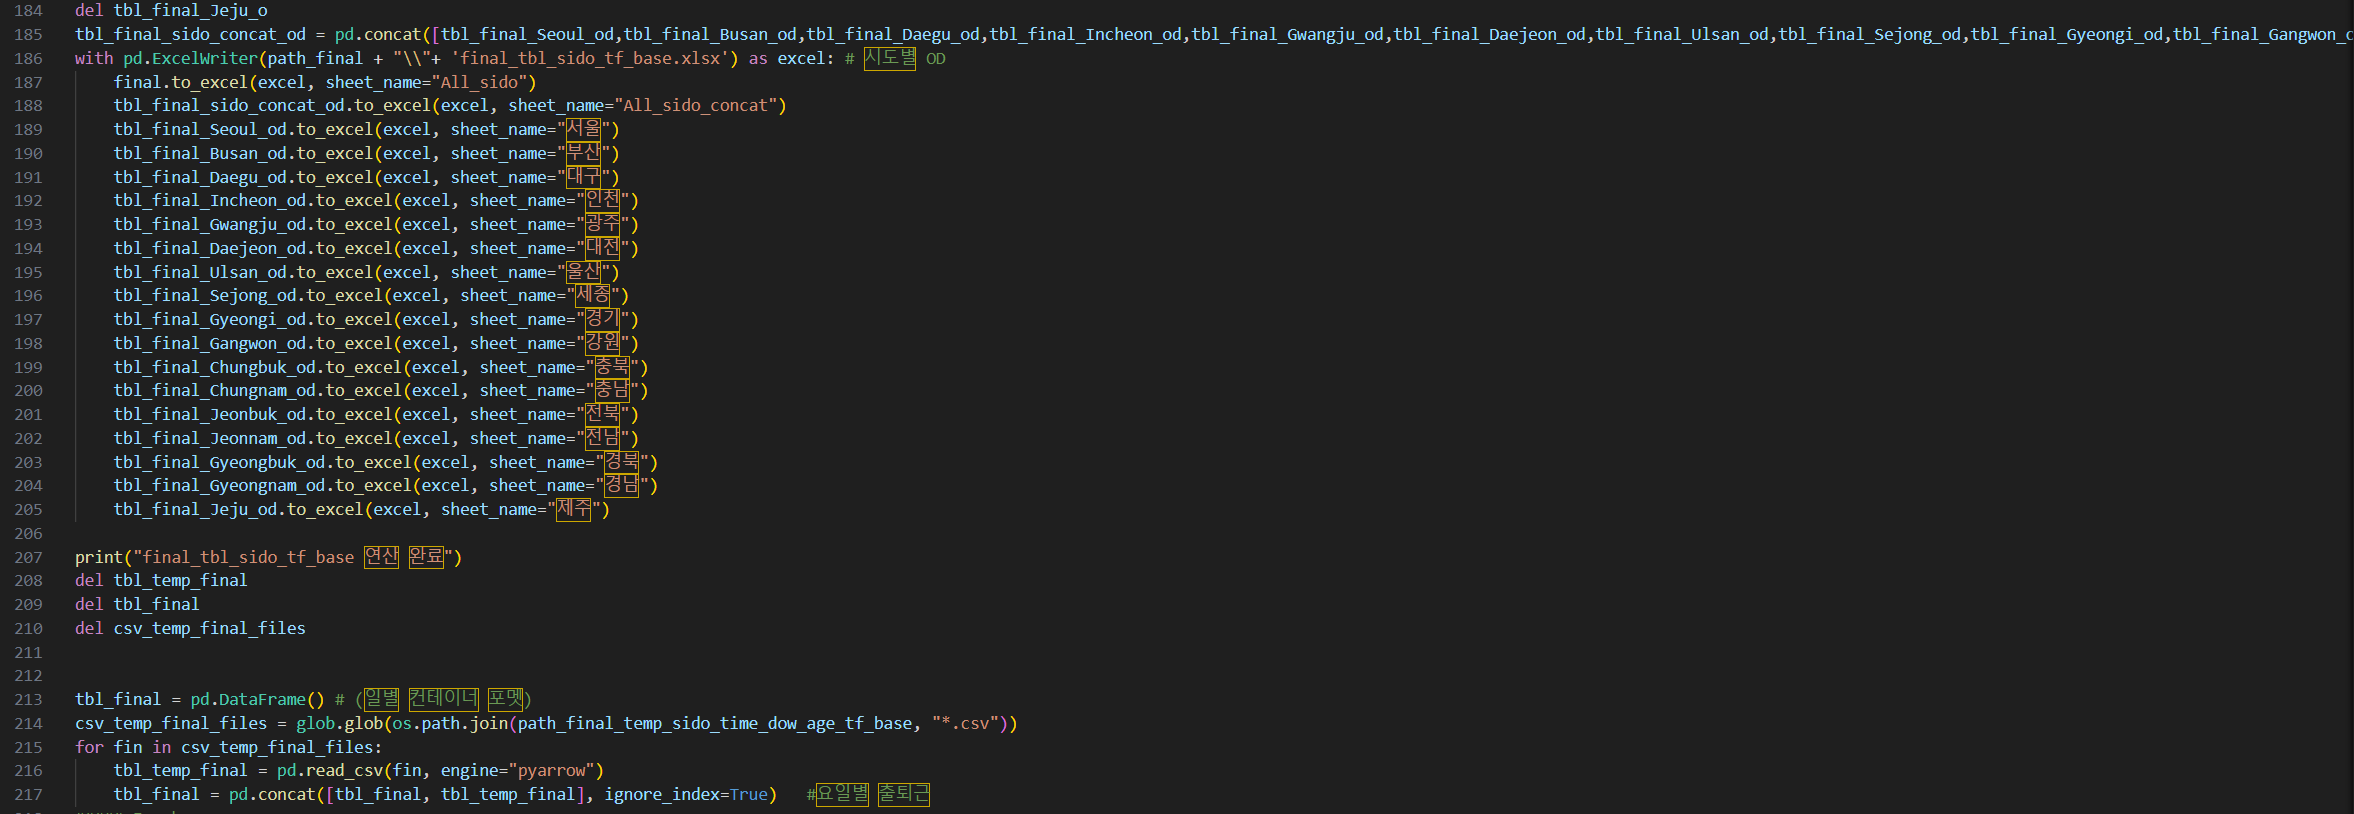 184 del tbl_final_Jeju_o
185 tbl_final_sido_concat_od = pd.concat([tbl_final_Seoul_od,tbl_final_Busan_od,tbl_final_Daegu_od,tbl_final_Incheon_od,tbl_final_Gwangju_od,tbl_final_Daejeon_od,tbl_final_Ulsan_od,tbl_final_Sejong_od,tbl_final_Gyeongi_od,tbl_final_Gangwon_o
186 with pd.ExcelWriter(path_final + "\\"+ 'final_tbl_sido_tf_base.xlsx') as excel: # 시도별 OD
187 final.to_excel(excel, sheet_name="All_sido")
188 tbl_final_sido_concat_od.to_excel(excel, sheet_name="All_sido_concat")
189 tbl_final_Seoul_od.to_excel(excel, sheet_name="서울")
190 tbl_final_Busan_od.to_excel(excel, sheet_name="부산")
191 tbl_final_Daegu_od.to_excel(excel, sheet_name="대구")
192 tbl_final_Incheon_od.to_excel(excel, sheet_name="인천")
193 tbl_final_Gwangju_od.to_excel(excel, sheet_name="광주")
194 tbl_final_Daejeon_od.to_excel(excel, sheet_name="대전")
195 tbl_final_Ulsan_od.to_excel(excel, sheet_name="울산")
196 tbl_final_Sejong_od.to_excel(excel, sheet_name="세종")
197 tbl_final_Gyeongi_od.to_excel(excel, sheet_name="경기")
198 tbl_final_Gangwon_od.to_excel(excel, sheet_name="강원")
199 tbl_final_Chungbuk_od.to_excel(excel, sheet_name="충북")
200 tbl_final_Chungnam_od.to_excel(excel, sheet_name="충남")
201 tbl_final_Jeonbuk_od.to_excel(excel, sheet_name="전북")
202 tbl_final_Jeonnam_od.to_excel(excel, sheet_name="전남")
203 tbl_final_Gyeongbuk_od.to_excel(excel, sheet_name="경북")
204 tbl_final_Gyeongnam_od.to_excel(excel, sheet_name="경남")
205 tbl_final_Jeju_od.to_excel(excel, sheet_name="제주")
206
207 print("final_tbl_sido_tf_base 연산 완료")
208 del tbl_temp_final
209 del tbl_final
210 del csv_temp_final_files
211
212
213 tbl_final = pd.DataFrame() # (일별 컨테이너 포멧)
214 csv_temp_final_files = glob.glob(os.path.join(path_final_temp_sido_time_dow_age_tf_base, "*.csv"))
215 for fin in csv_temp_final_files:
216 tbl_temp_final = pd.read_csv(fin, engine="pyarrow")
217 tbl_final = pd.concat([tbl_final, tbl_temp_final], ignore_index=True) #요일별 출퇴근